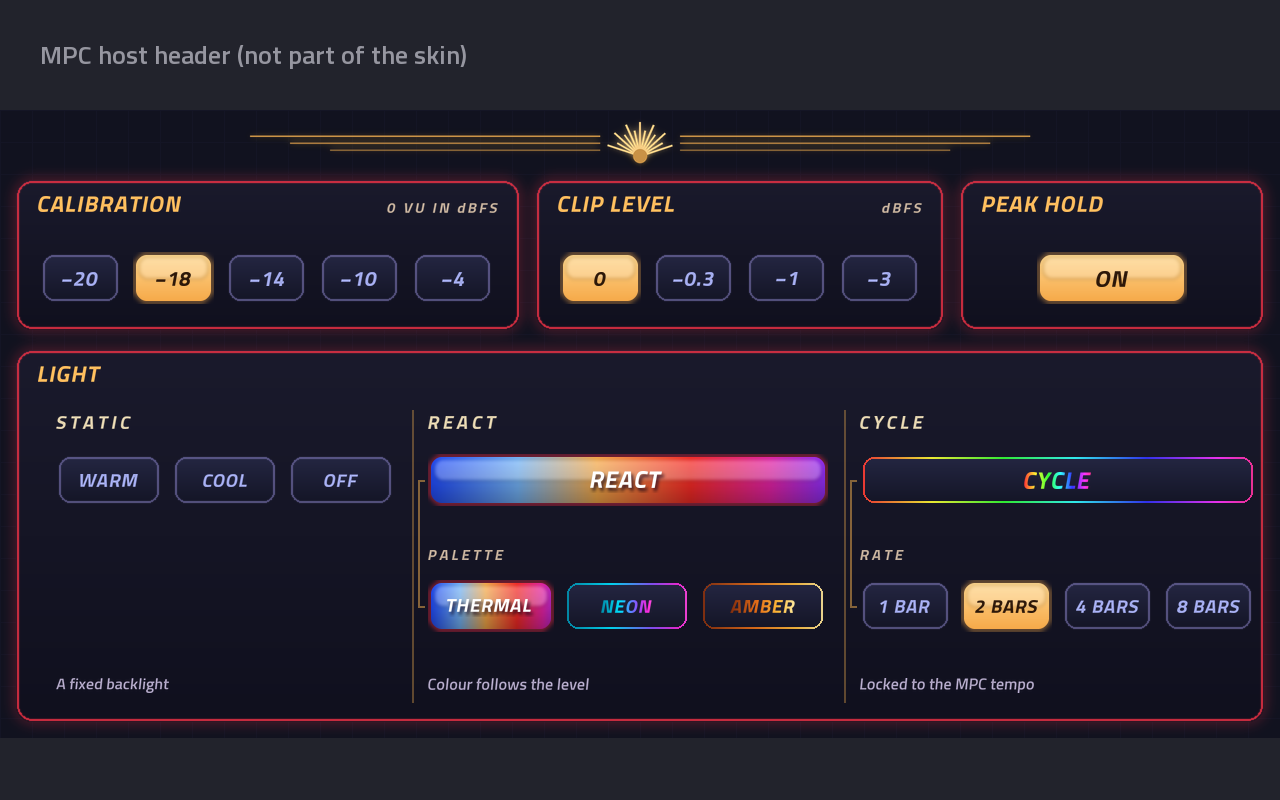 MPC host header (not part of the skin)
CALIBRATION
0 VU IN dBFS
CLIP LEVEL
dBFS
PEAK HOLD
−20
−18
−14
−10
−4
0
−0.3
−1
−3
ON
LIGHT
STATIC
REACT
CYCLE
WARM
COOL
OFF
REACT
CYCLE
PALETTE
RATE
THERMAL
NEON
AMBER
1 BAR
2 BARS
4 BARS
8 BARS
A fixed backlight
Colour follows the level
Locked to the MPC tempo